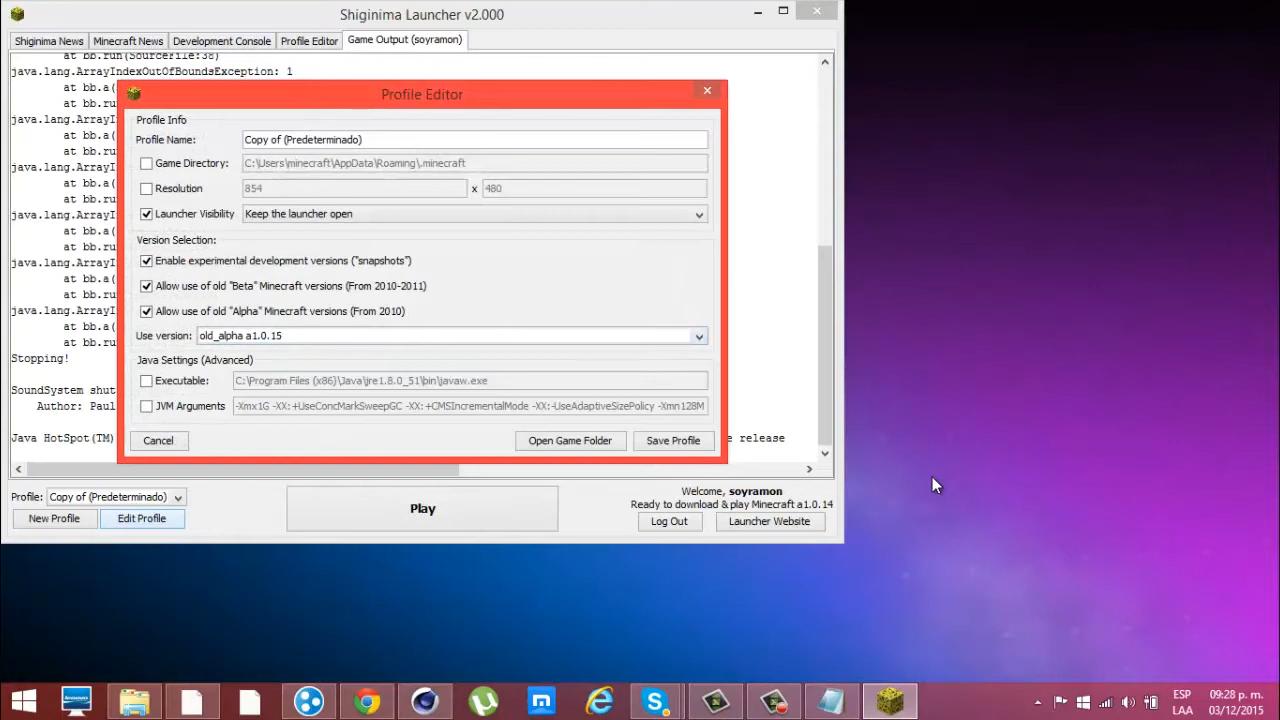 Shiginima Launcher v2.000
Shiginima News Minecraft News Development Console Profile Editor Game Output (soyramon)
at bb.run(SourceFile:38)
java.lang.ArrayIndexOutOfBoundsException: 1
at bb.a(
at bb.ru
java.lang.ArrayI
at bb.a(
at bb.ru
java.lang.ArrayI
at bb.a(
at bb.ru
java.lang.ArrayI
at bb.a(
at bb.ru
java.lang.ArrayI
at bb.a(
at bb.ru
java.lang.ArrayI
at bb.a(
at bb.ru
Stopping!
SoundSystem shut
Author: Paul
Java HotSpot(TM) e release
Profile Editor
Profile Info
Profile Name: Copy of (Predeterminado)
Game Directory: C:\Users\minecraft\AppData\Roaming\.minecraft
Resolution 854 x 480
Launcher Visibility Keep the launcher open
Version Selection:
Enable experimental development versions ("snapshots")
Allow use of old "Beta" Minecraft versions (From 2010-2011)
Allow use of old "Alpha" Minecraft versions (From 2010)
Use version: old_alpha a1.0.15
Java Settings (Advanced)
Executable: C:\Program Files (x86)\Java\jre1.8.0_51\bin\javaw.exe
JVM Arguments -Xmx1G -XX:+UseConcMarkSweepGC -XX:+CMSIncrementalMode -XX:-UseAdaptiveSizePolicy -Xmn128M
Cancel Open Game Folder Save Profile
Profile: Copy of (Predeterminado)
New Profile Edit Profile
Play
Welcome, soyramon
Ready to download & play Minecraft a1.0.14
Log Out Launcher Website
ESP 09:28 p. m.
LAA 03/12/2015